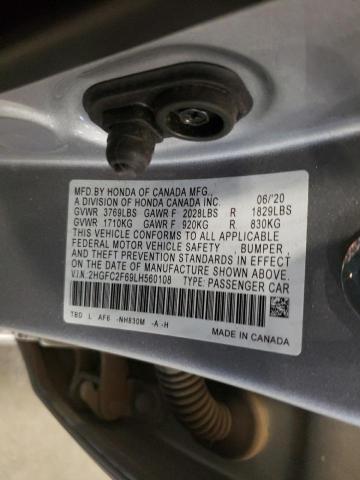 MFD. BY HONDA OF CANADA MFG.,
A DIVISION OF HONDA CANADA INC. 06/'20
GVWR 3769LBS GAWR F 2028LBS R 1829LBS
GVWR 1710KG GAWR F 920KG R 830KG
THIS VEHICLE CONFORMS TO ALL APPLICABLE
FEDERAL MOTOR VEHICLE SAFETY, BUMPER, AND
THEFT PREVENTION STANDARDS IN EFFECT ON THE
DATE OF MANUFACTURE SHOWN ABOVE.
V.I.N. 2HGFC2F69LH560108 TYPE: PASSENGER CAR
TBD L AF6 -NH830M -A -H
MADE IN CANADA